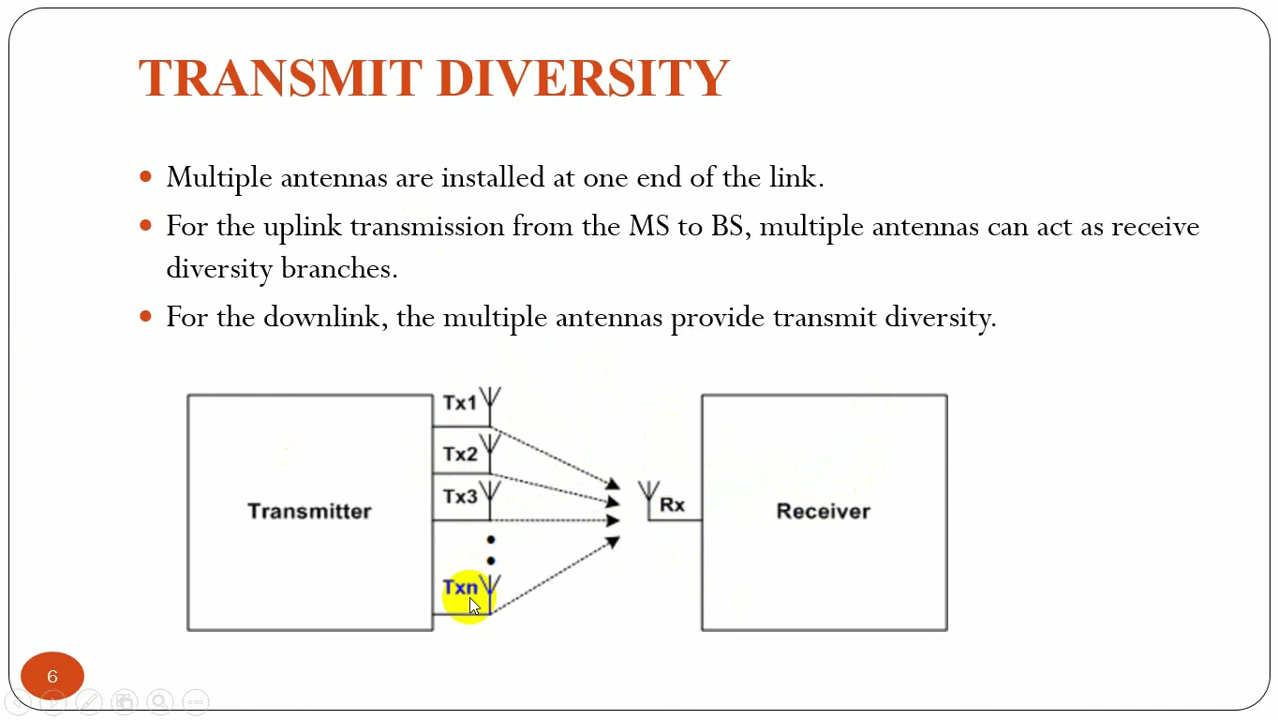 TRANSMIT DIVERSITY
• Multiple antennas are installed at one end of the link.
• For the uplink transmission from the MS to BS, multiple antennas can act as receive
diversity branches.
• For the downlink, the multiple antennas provide transmit diversity.
Tx1
Tx2
Tx3
Transmitter
Rx
Receiver
Txn
6